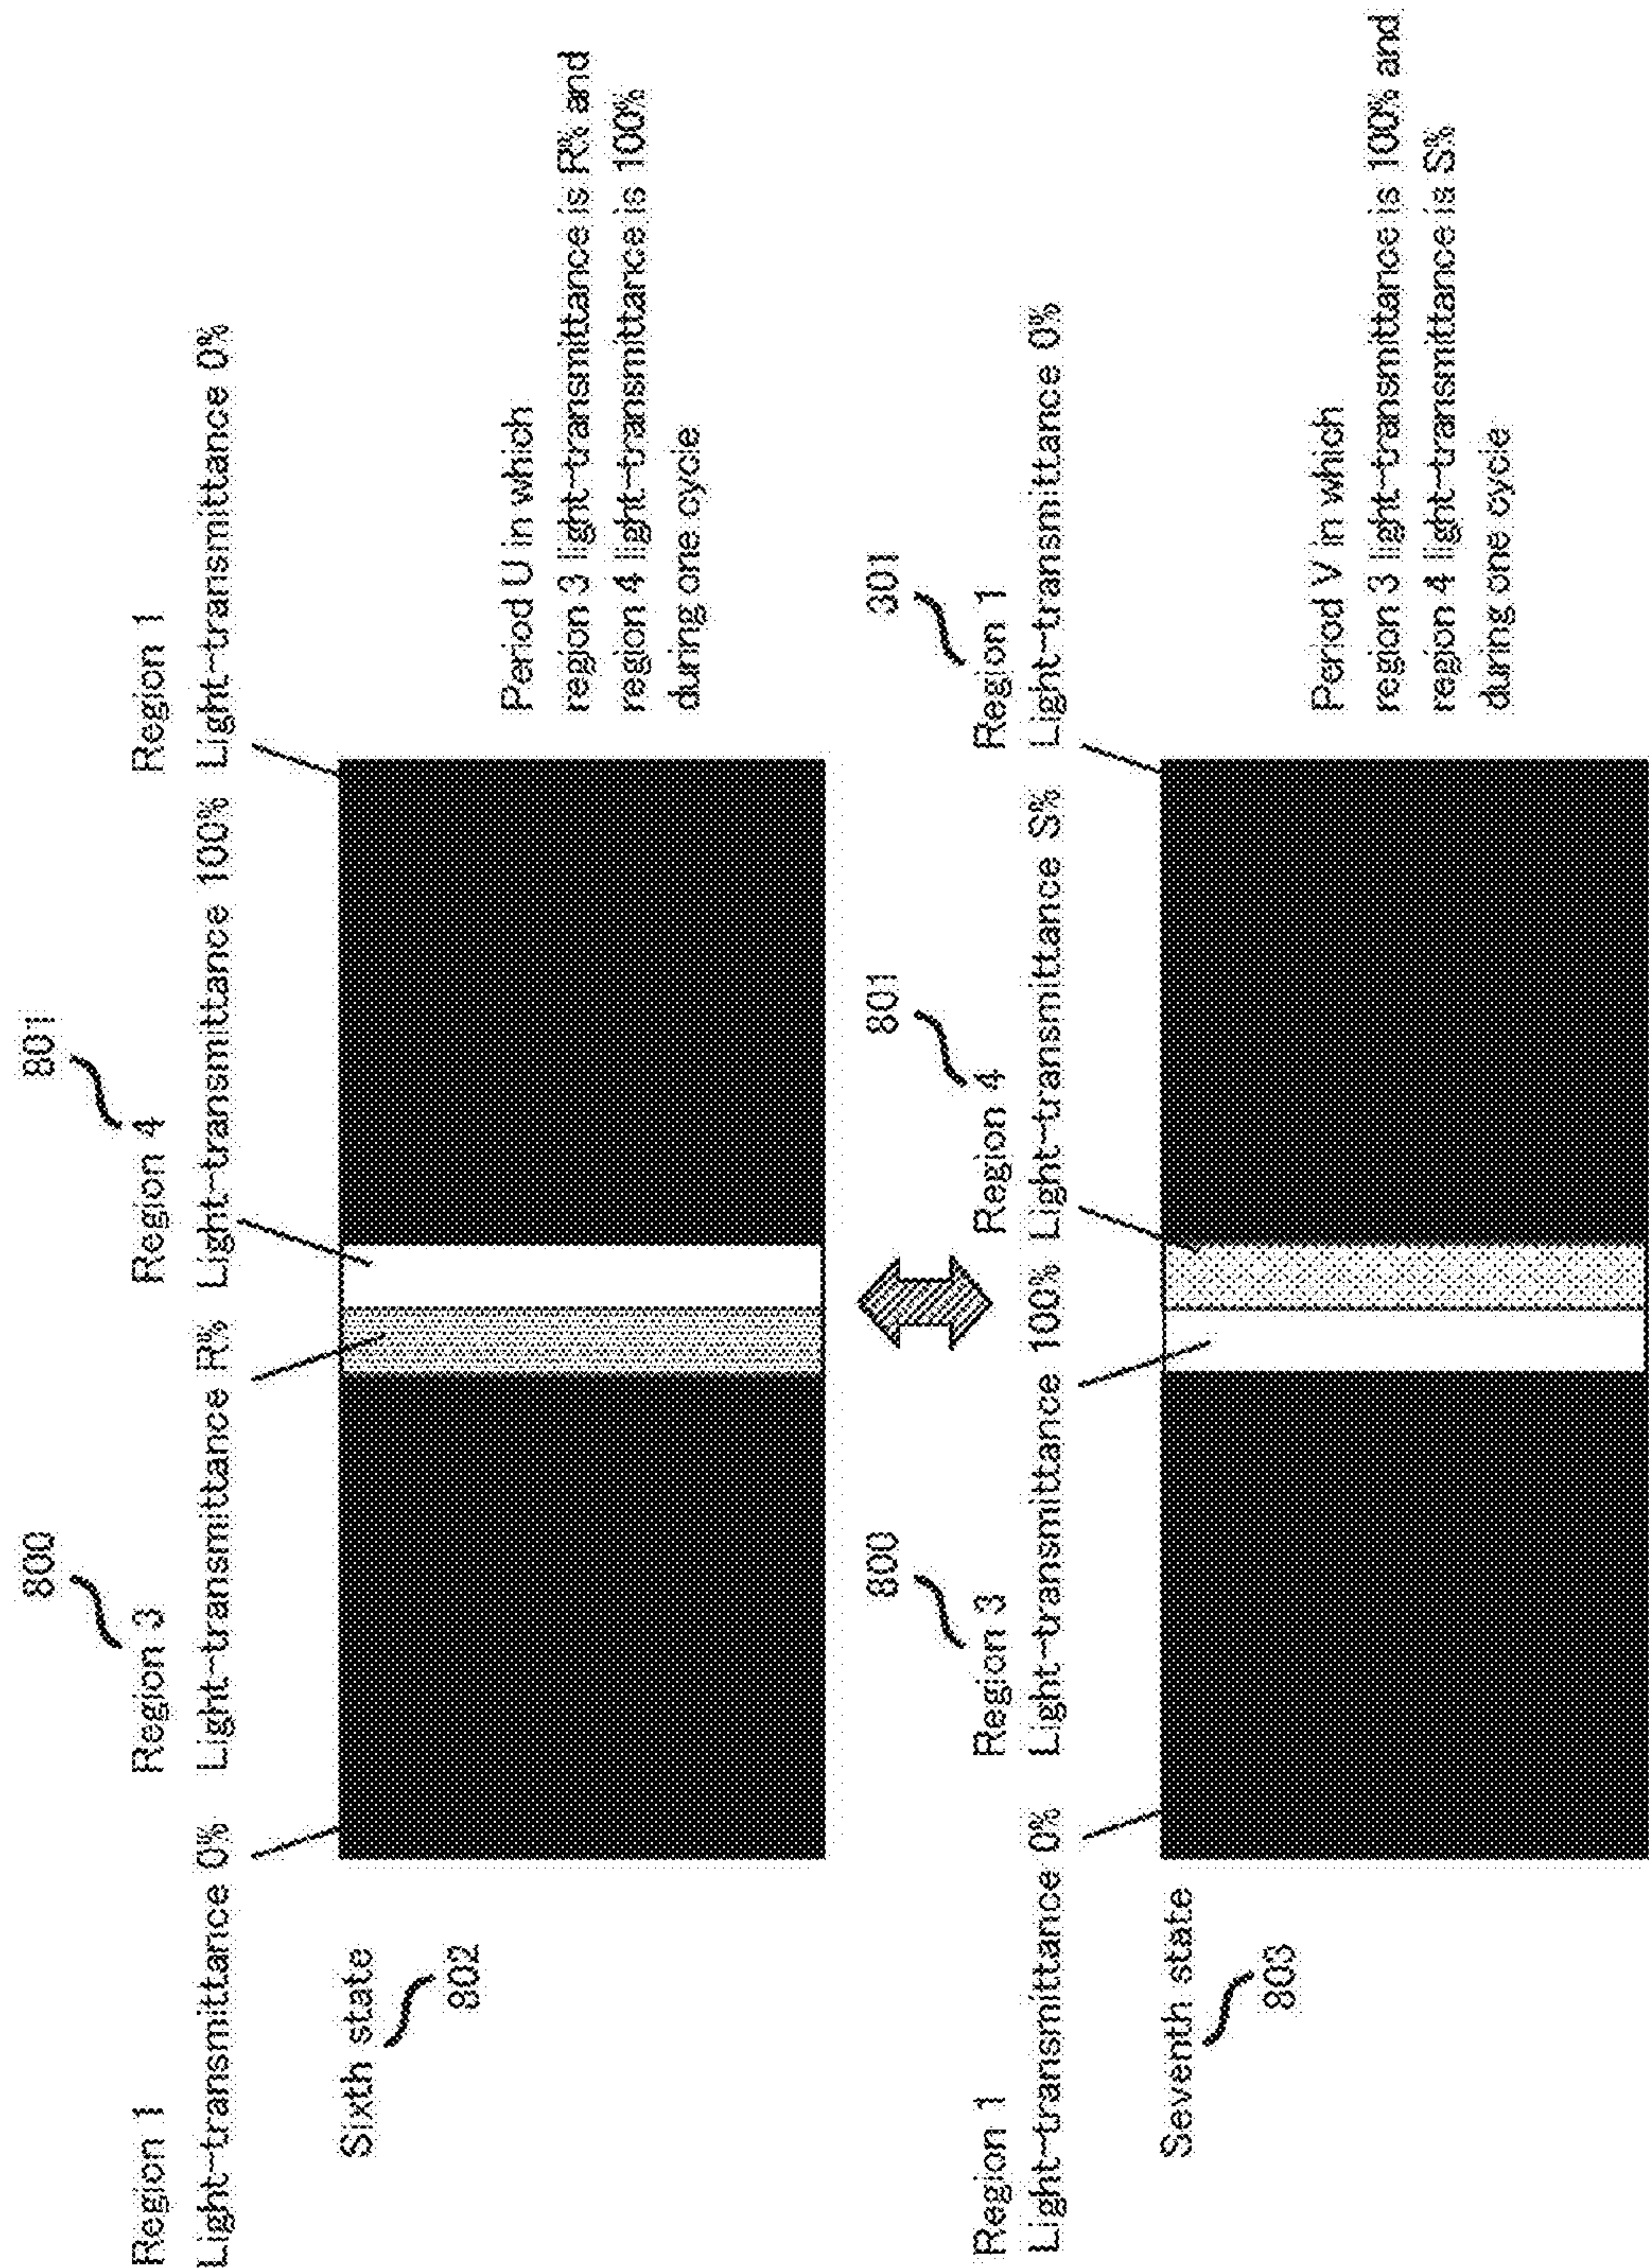 800
801
Region 1
Region 3
Region 4
Region 1
Light-transmittance 0%
Light-transmittance R%
Light-transmittance 100%
Light-transmittance 0%
Sixth state
802
Period U in which
region 3 light-transmittance is R% and
region 4 light-transmittance is 100%
during one cycle
800
801
301
Region 1
Region 3
Region 4
Region 1
Light-transmittance 0%
Light-transmittance 100%
Light-transmittance S%
Light-transmittance 0%
Seventh state
803
Period V in which
region 3 light-transmittance is 100% and
region 4 light-transmittance is S%
during one cycle